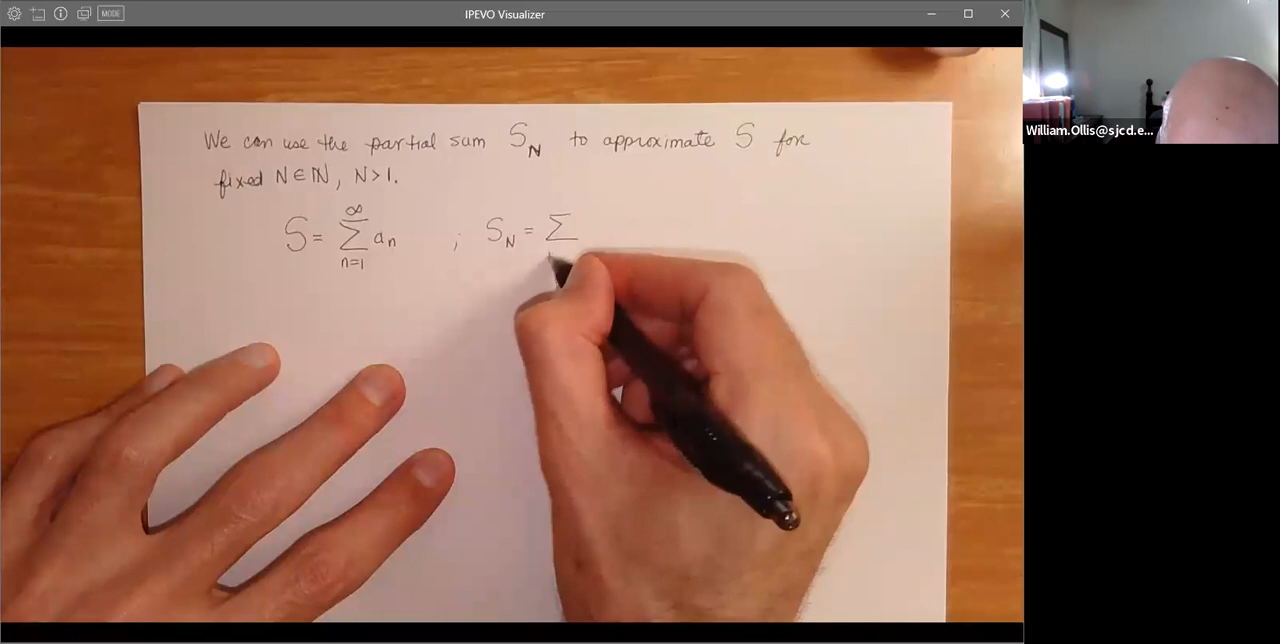 IPEVO Visualizer
MODE
William.Ollis@sjcd.e...
We can use the partial sum S_N to approximate S for
fixed N ∈ ℕ, N > 1.
S = ∑_{n=1}^{∞} a_n ; S_N = ∑